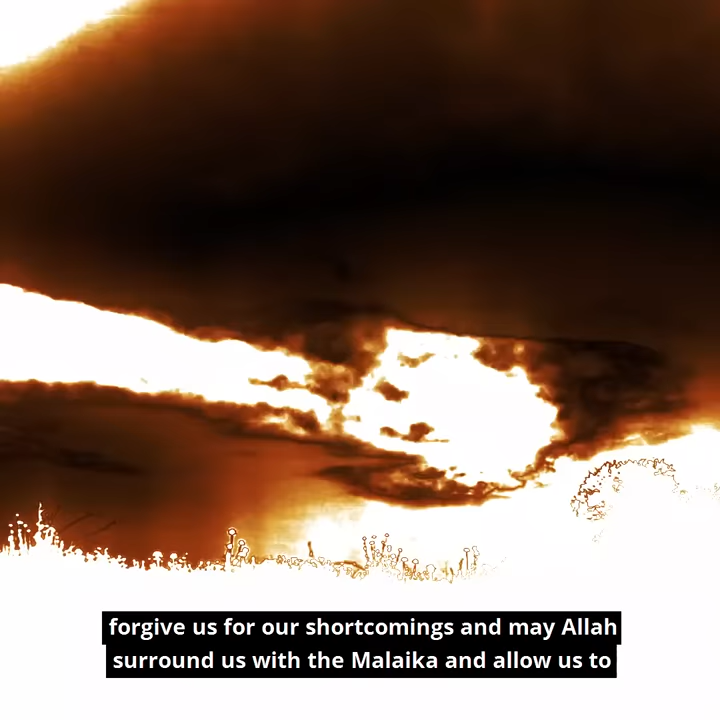 forgive us for our shortcomings and may Allah
surround us with the Malaika and allow us to